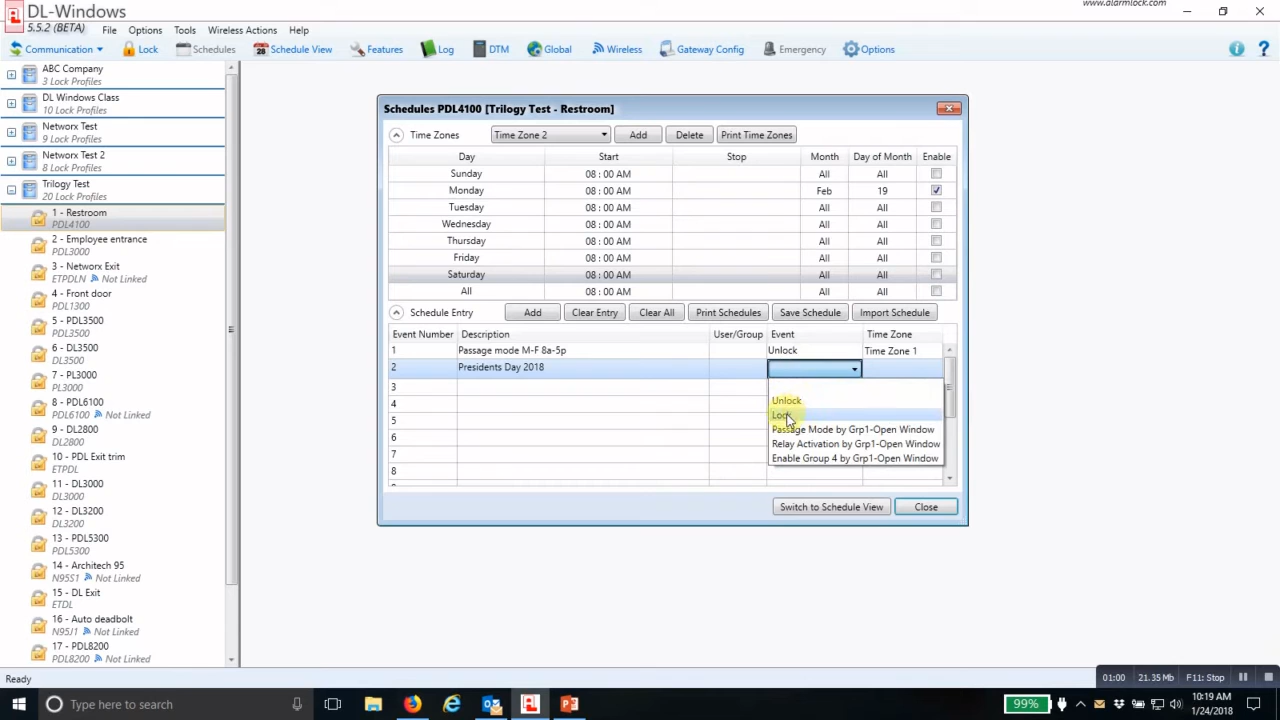 DL-Windows
www.alarmlock.com
5.5.2 (BETA)
File Options Tools Wireless Actions Help
Communication Lock Schedules 28 Schedule View Features Log DTM Global Wireless Gateway Config Emergency Options
ABC Company
3 Lock Profiles
DL Windows Class
10 Lock Profiles
Networx Test
9 Lock Profiles
Networx Test 2
8 Lock Profiles
Trilogy Test
20 Lock Profiles
1 - Restroom
PDL4100
2 - Employee entrance
PDL3000
3 - Networx Exit
ETPDLN Not Linked
4 - Front door
PDL1300
5 - PDL3500
PDL3500
6 - DL3500
DL3500
7 - PL3000
PL3000
8 - PDL6100
PDL6100 Not Linked
9 - DL2800
DL2800
10 - PDL Exit trim
ETPDL
11 - DL3000
DL3000
12 - DL3200
DL3200
13 - PDL5300
PDL5300
14 - Architech 95
N95S1 Not Linked
15 - DL Exit
ETDL
16 - Auto deadbolt
N95J1 Not Linked
17 - PDL8200
PDL8200 Not Linked
Schedules PDL4100 [Trilogy Test - Restroom]
Time Zones Time Zone 2 Add Delete Print Time Zones
Day Start Stop Month Day of Month Enable
Sunday 08 : 00 AM All All
Monday 08 : 00 AM Feb 19
Tuesday 08 : 00 AM All All
Wednesday 08 : 00 AM All All
Thursday 08 : 00 AM All All
Friday 08 : 00 AM All All
Saturday 08 : 00 AM All All
All 08 : 00 AM All All
Schedule Entry Add Clear Entry Clear All Print Schedules Save Schedule Import Schedule
Event Number Description User/Group Event Time Zone
1 Passage mode M-F 8a-5p Unlock Time Zone 1
2 Presidents Day 2018
3
4
5
6
7
8
Unlock
Lock
Passage Mode by Grp1-Open Window
Relay Activation by Grp1-Open Window
Enable Group 4 by Grp1-Open Window
Switch to Schedule View Close
Ready
01:00 21.35 Mb F11: Stop
Type here to search
99%
10:19 AM
1/24/2018